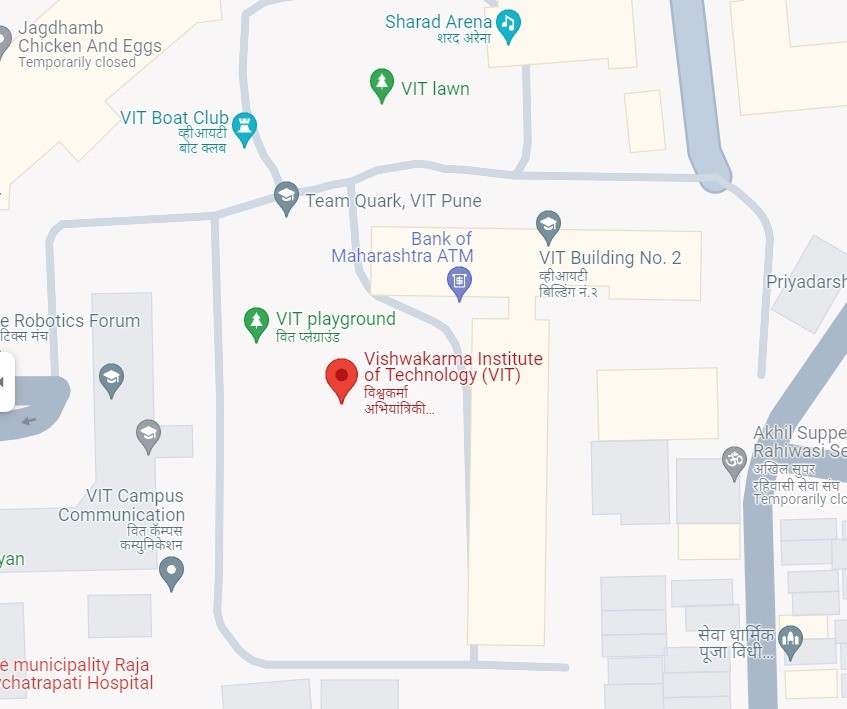 Jagdhamb
Chicken And Eggs
Temporarily closed
Sharad Arena
शरद अरेना
VIT lawn
VIT Boat Club
व्हीआयटी
बोट क्लब
Team Quark, VIT Pune
Bank of
Maharashtra ATM
VIT Building No. 2
व्हीआयटी
बिल्डिंग नं.२
Priyadarsh
e Robotics Forum
टिक्स मंच
VIT playground
वित प्लेग्राउंड
Vishwakarma Institute
of Technology (VIT)
विश्वकर्मा
अभियांत्रिकी...
Akhil Suppe
Rahiwasi Se
अखिल सुपर
रहिवासी सेवा संघ
Temporarily clo
VIT Campus
Communication
वित कॅम्पस
कम्युनिकेशन
yan
सेवा धार्मिक
पूजा विधी...
e municipality Raja
chatrapati Hospital